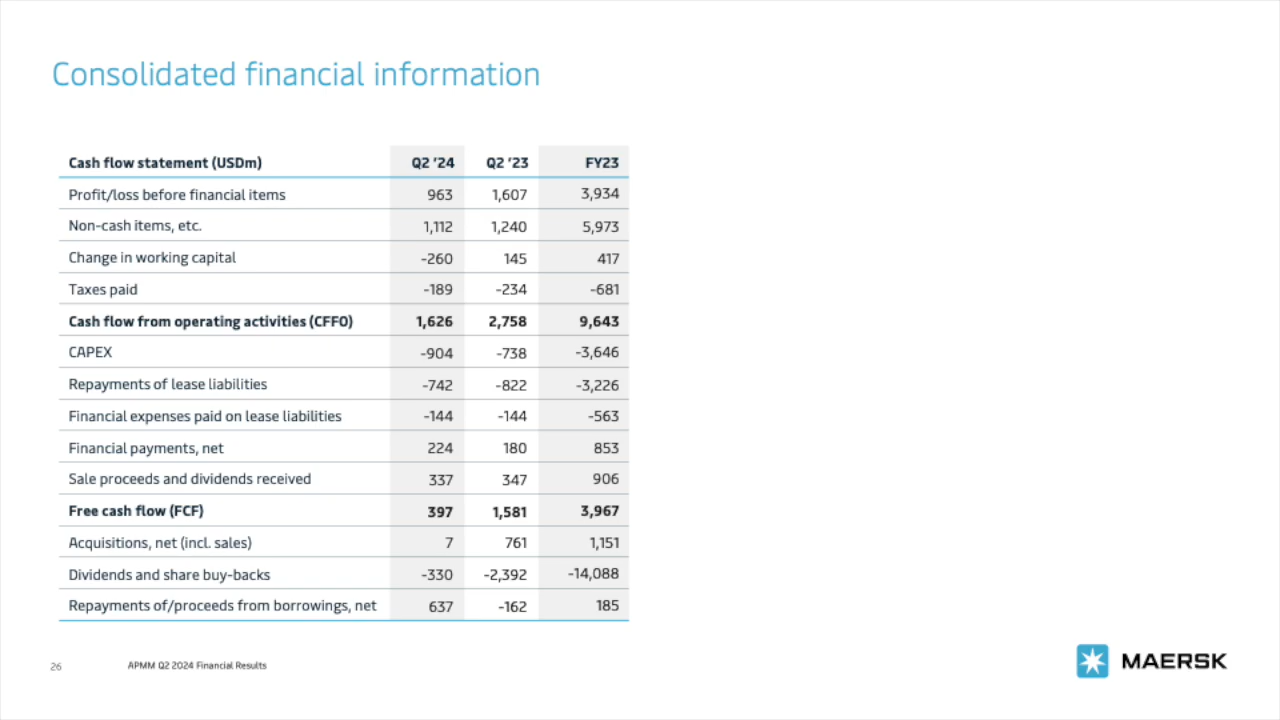 Consolidated financial information
Cash flow statement (USDm) Q2 '24 Q2 '23 FY23
Profit/loss before financial items 963 1,607 3,934
Non-cash items, etc. 1,112 1,240 5,973
Change in working capital -260 145 417
Taxes paid -189 -234 -681
Cash flow from operating activities (CFFO) 1,626 2,758 9,643
CAPEX -904 -738 -3,646
Repayments of lease liabilities -742 -822 -3,226
Financial expenses paid on lease liabilities -144 -144 -563
Financial payments, net 224 180 853
Sale proceeds and dividends received 337 347 906
Free cash flow (FCF) 397 1,581 3,967
Acquisitions, net (incl. sales) 7 761 1,151
Dividends and share buy-backs -330 -2,392 -14,088
Repayments of/proceeds from borrowings, net 637 -162 185
26 APMM Q2 2024 Financial Results
MAERSK